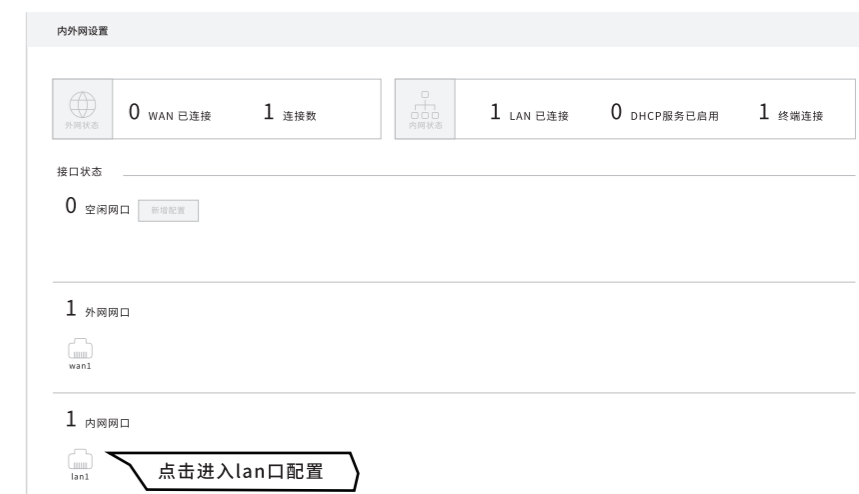 内外网设置
外网状态
0 WAN 已连接 1 连接数
内网状态
1 LAN 已连接 0 DHCP服务已启用 1 终端连接
接口状态
0 空闲网口 新增配置
1 外网网口
wan1
1 内网网口
lan1
点击进入lan口配置